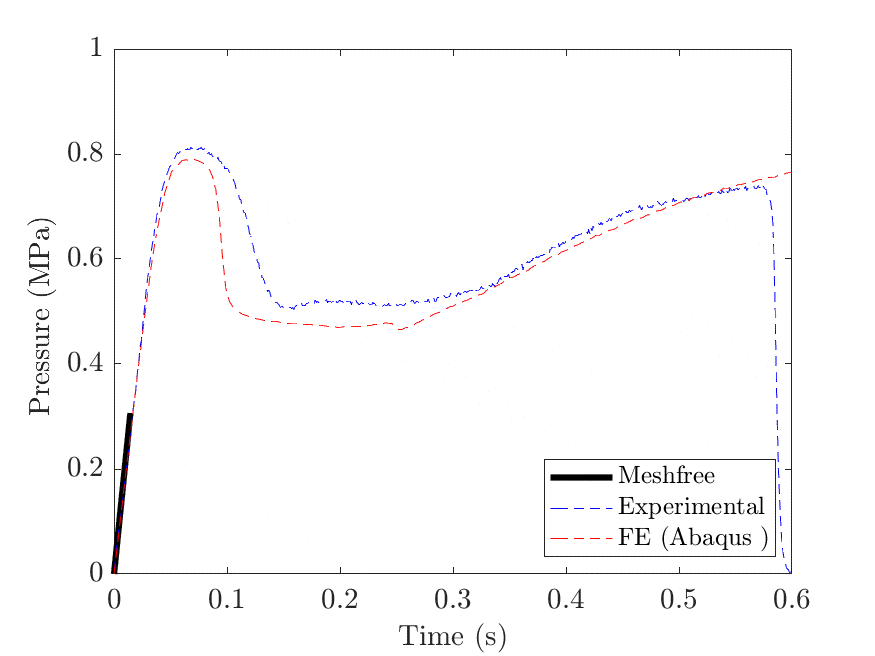 1
0.8
0.6
0.4
0.2
0
Pressure (MPa)
0 0.1 0.2 0.3 0.4 0.5 0.6
Time (s)
Meshfree
Experimental
FE (Abaqus )